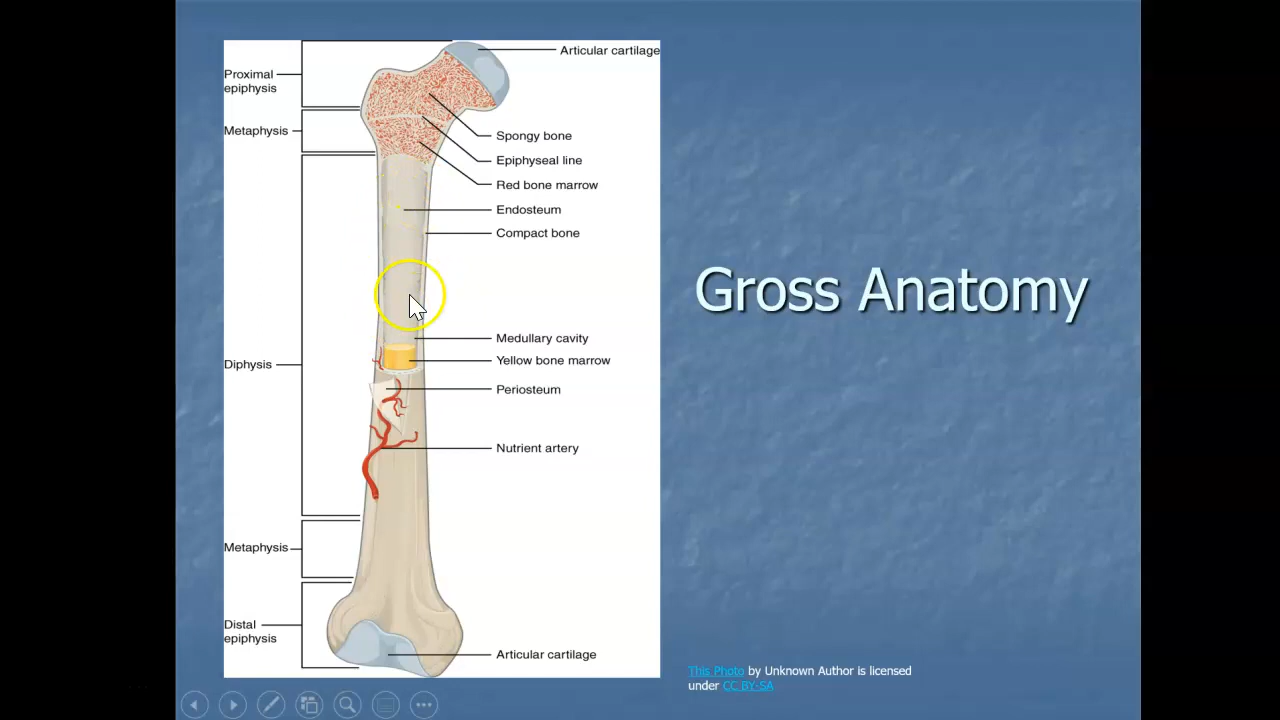 Articular cartilage
Proximal
epiphysis
Metaphysis
Spongy bone
Epiphyseal line
Red bone marrow
Endosteum
Compact bone
Gross Anatomy
Medullary cavity
Yellow bone marrow
Diphysis
Periosteum
Nutrient artery
Metaphysis
Distal
epiphysis
Articular cartilage
This Photo by Unknown Author is licensed
under CC BY-SA